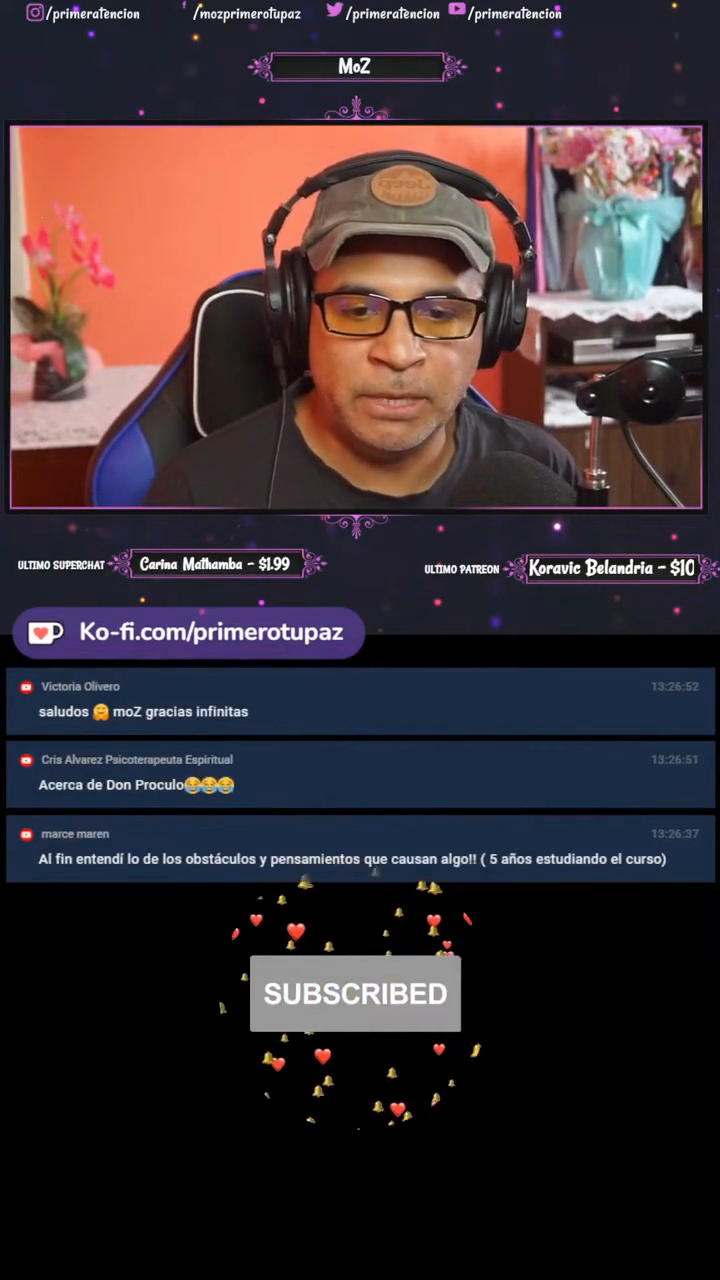 /primeratencion
/mozprimerotupaz
/primeratencion
/primeratencion
MoZ
ULTIMO SUPERCHAT
Carina Mathamba - $1.99
ULTIMO PATREON
Koravic Belandria - $10
Ko-fi.com/primerotupaz
Victoria Olivero
13:26:52
saludos 🤗 moZ gracias infinitas
Cris Alvarez Psicoterapeuta Espiritual
13:26:51
Acerca de Don Proculo😂😂😂
marce maren
13:26:37
Al fin entendí lo de los obstáculos y pensamientos que causan algo!! ( 5 años estudiando el curso)
SUBSCRIBED